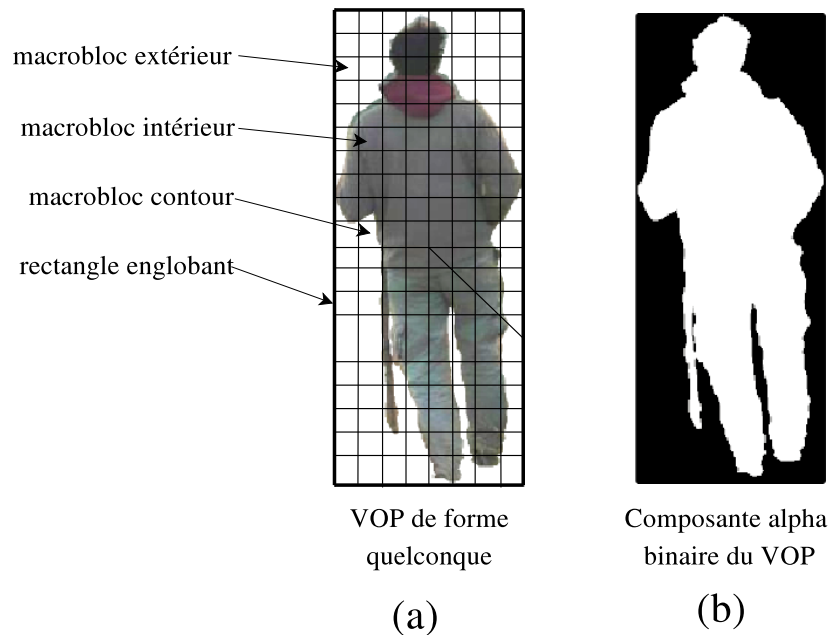 macrobloc extérieur
macrobloc intérieur
macrobloc contour
rectangle englobant
VOP de forme
quelconque
(a)
Composante alpha
binaire du VOP
(b)